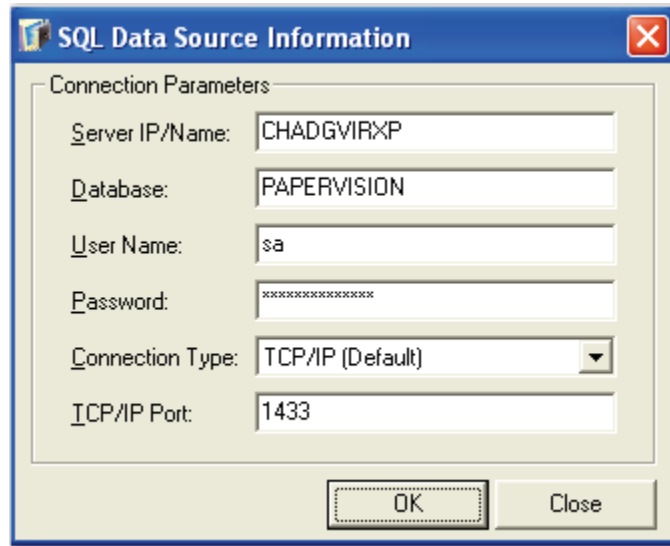 SQL Data Source Information
Connection Parameters
Server IP/Name: CHADGVIRXP
Database: PAPERVISION
User Name: sa
Password: **************
Connection Type: TCP/IP (Default)
TCP/IP Port: 1433
OK Close